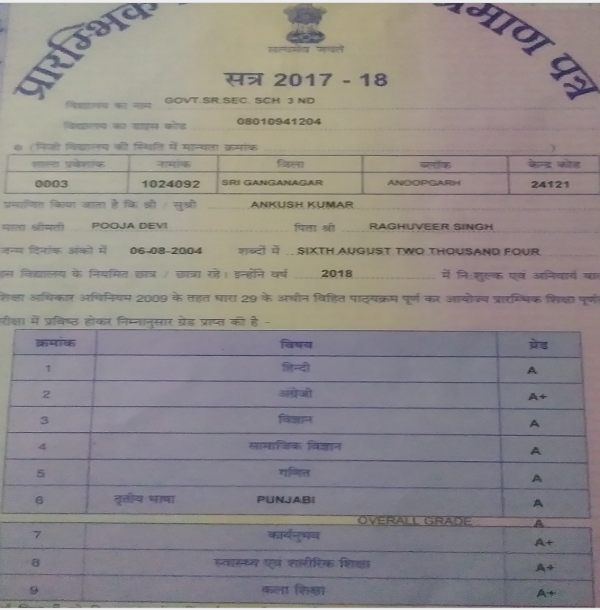 प्रारम्भिक प्रमाण पत्र
सत्यमेव जयते
सत्र 2017 - 18
विद्यालय का नाम GOVT.SR.SEC. SCH 3 ND
विद्यालय का डाइस कोड 08010941204
(निजी विद्यालय की स्थिति में मान्यता क्रमांक )
शाला प्रवेशांक नामांक जिला ब्लॉक केन्द्र कोड
0003 1024092 SRI GANGANAGAR ANOOPGARH 24121
प्रमाणित किया जाता है कि श्री / सुश्री ANKUSH KUMAR
माता श्रीमती POOJA DEVI पिता श्री RAGHUVEER SINGH
जन्म दिनांक अंको में 06-08-2004 शब्दों में SIXTH AUGUST TWO THOUSAND FOUR
इस विद्यालय के नियमित छात्र / छात्रा रहे। इन्होंने वर्ष 2018 में नि:शुल्क एवं अनिवार्य बाल
शिक्षा अधिकार अधिनियम 2009 के तहत धारा 29 के अधीन विहित पाठ्यक्रम पूर्ण कर आयोज्य प्रारम्भिक शिक्षा पूर्णता
परीक्षा में प्रविष्ठ होकर निम्नानुसार ग्रेड प्राप्त की है -
क्रमांक विषय ग्रेड
1 हिन्दी A
2 अंग्रेजी A+
3 विज्ञान A
4 सामाजिक विज्ञान A
5 गणित A
6 तृतीय भाषा PUNJABI A
OVERALL GRADE A
7 कार्यनुभव A+
8 स्वास्थ्य एवं शारीरिक शिक्षा A+
9 कला शिक्षा A+